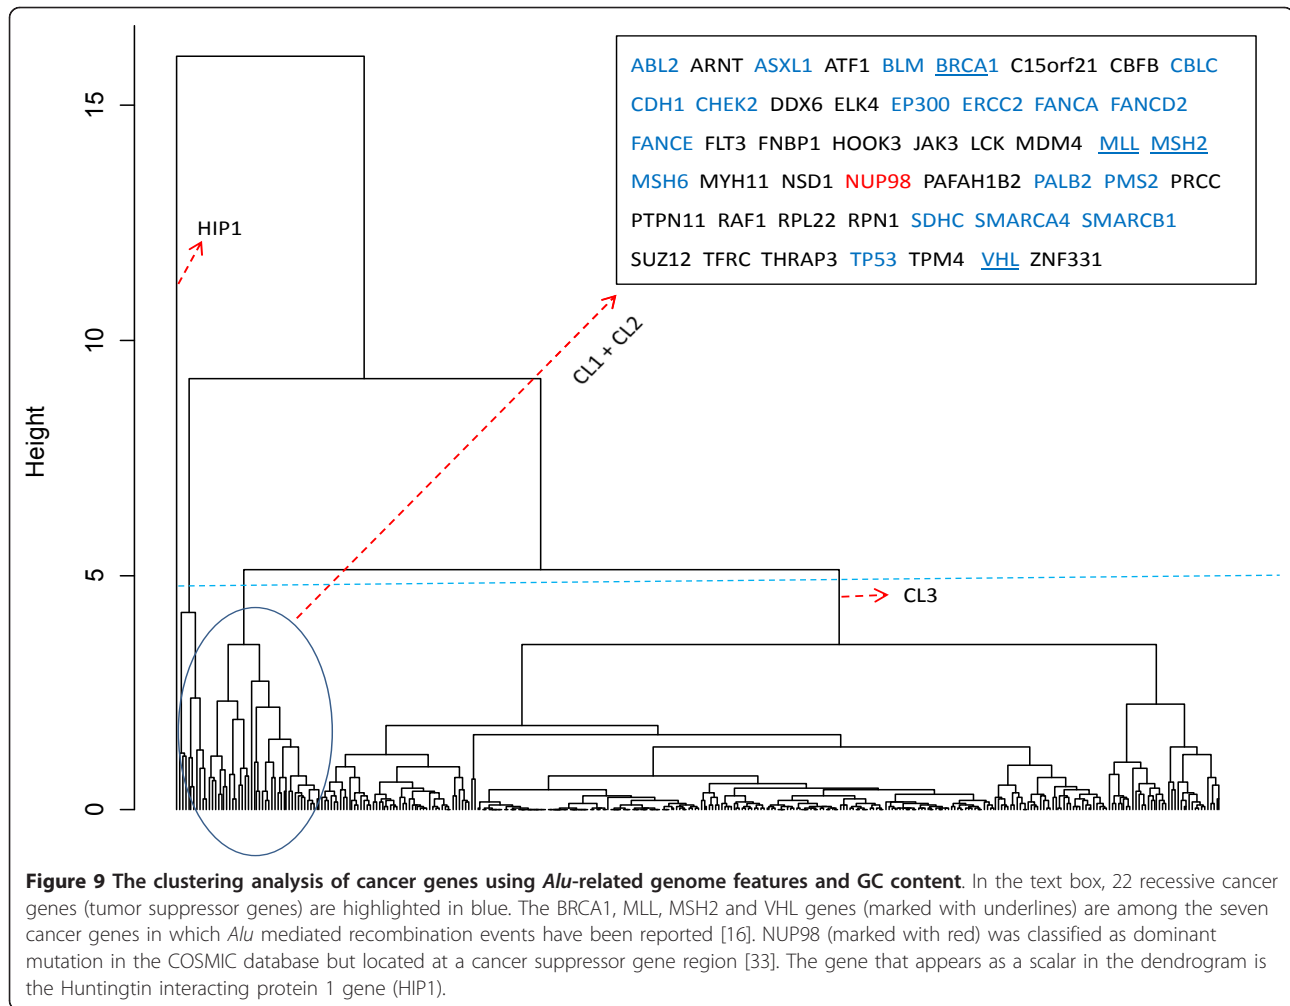 15
10
5
0
Height
HIP1
CL1 + CL2
CL3
ABL2 ARNT ASXL1 ATF1 BLM BRCA1 C15orf21 CBFB CBLC
CDH1 CHEK2 DDX6 ELK4 EP300 ERCC2 FANCA FANCD2
FANCE FLT3 FNBP1 HOOK3 JAK3 LCK MDM4 MLL MSH2
MSH6 MYH11 NSD1 NUP98 PAFAH1B2 PALB2 PMS2 PRCC
PTPN11 RAF1 RPL22 RPN1 SDHC SMARCA4 SMARCB1
SUZ12 TFRC THRAP3 TP53 TPM4 VHL ZNF331
Figure 9 The clustering analysis of cancer genes using Alu-related genome features and GC content. In the text box, 22 recessive cancer
genes (tumor suppressor genes) are highlighted in blue. The BRCA1, MLL, MSH2 and VHL genes (marked with underlines) are among the seven
cancer genes in which Alu mediated recombination events have been reported [16]. NUP98 (marked with red) was classified as dominant
mutation in the COSMIC database but located at a cancer suppressor gene region [33]. The gene that appears as a scalar in the dendrogram is
the Huntingtin interacting protein 1 gene (HIP1).